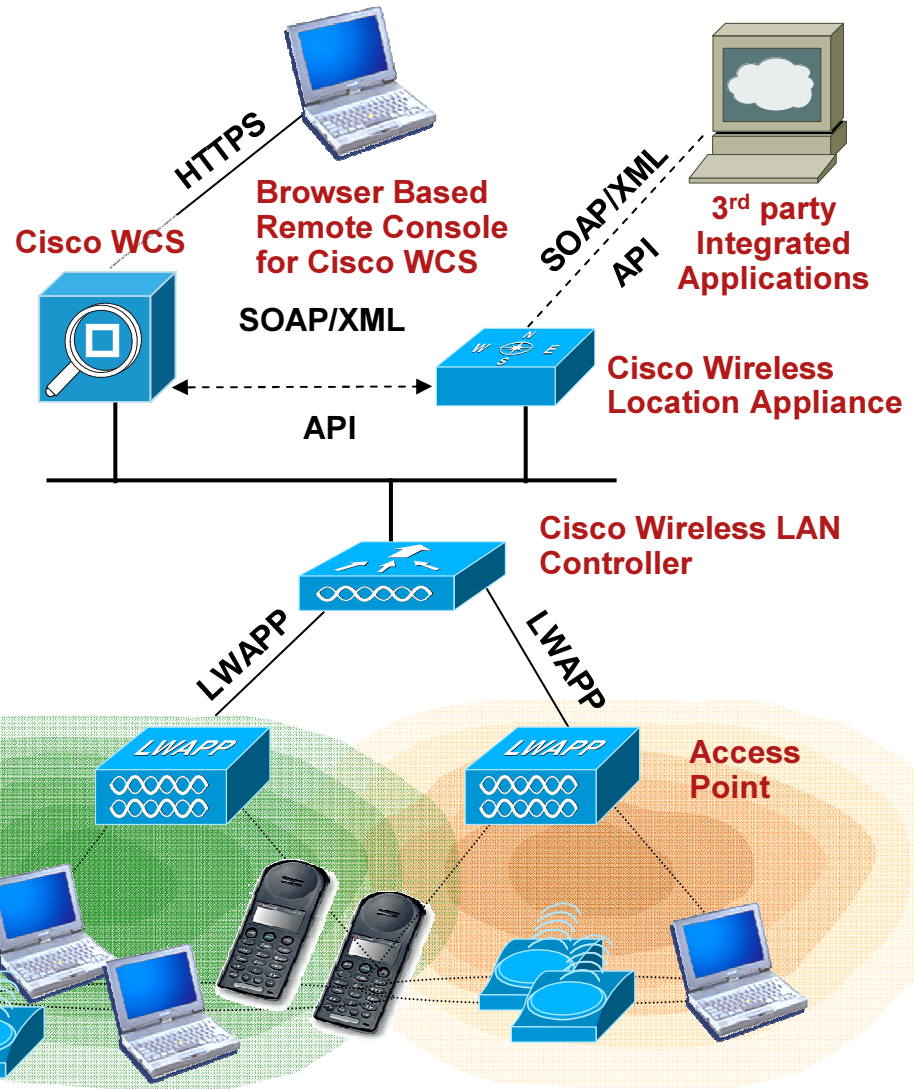 HTTPS
Browser Based
Remote Console
for Cisco WCS
SOAP/XML
API
3rd party
Integrated
Applications
Cisco WCS
SOAP/XML
API
N
W
E
S
Cisco Wireless
Location Appliance
Cisco Wireless LAN
Controller
LWAPP
LWAPP
LWAPP
LWAPP
Access
Point